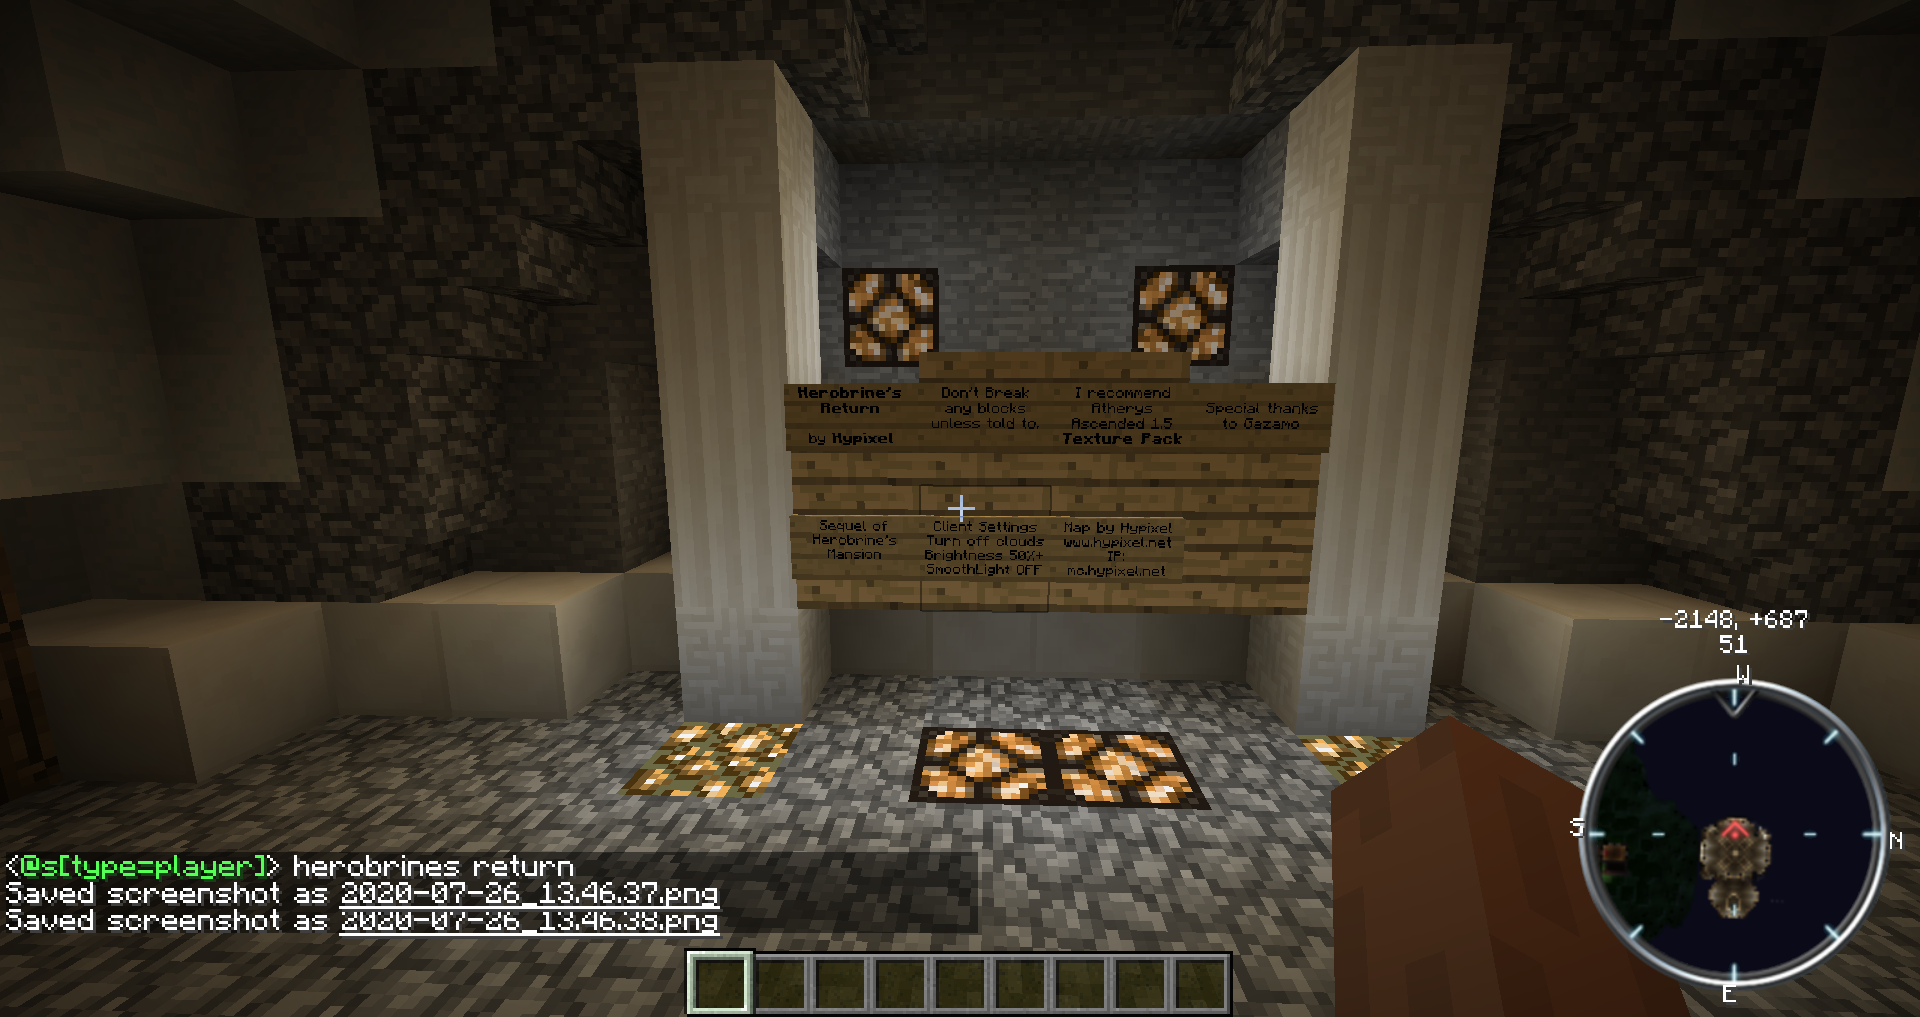 Herobrine's
Return
by Hypixel
Don't Break
any blocks
unless told to.
I recommend
Atherys
Ascended 1.5
Texture Pack
Special thanks
to Gazamo
Sequel of
Herobrine's
Mansion
Client Settings
Turn off clouds
Brightness 50%+
SmoothLight OFF
Map by Hypixel
www.hypixel.net
IP:
mc.hypixel.net
-2148, +687
51
W
S
N
E
<@s[type=player]> herobrines return
Saved screenshot as 2020-07-26_13.46.37.png
Saved screenshot as 2020-07-26_13.46.38.png